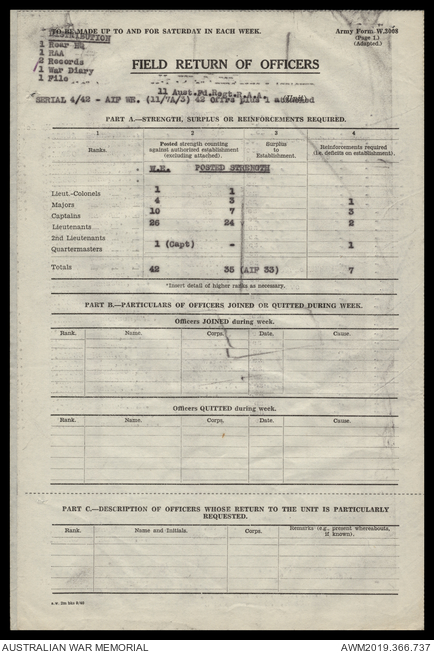 TO BE MADE UP TO AND FOR SATURDAY IN EACH WEEK.
Army Form W.3008
(Page 1.)
(Adapted.)
DISTRIBUTION
1 Rear Hq
1 RAA
2 Records
1 War Diary
1 File
FIELD RETURN OF OFFICERS
11 Aust.Fd.Regt.R.A.A. (Unit)
SERIAL 4/42 - AIF WE. (11/7A/3) 42 offrs plus 1 attached
PART A.—STRENGTH, SURPLUS OR REINFORCEMENTS REQUIRED.
1 2 3 4
Ranks. Posted strength counting against authorized establishment (excluding attached). Surplus to Establishment. Reinforcements required (i.e. deficits on establishment).
W.E. POSTED STRENGTH
Lieut.-Colonels 1 1
Majors 4 3 1
Captains 10 7 3
Lieutenants 26 24 2
2nd Lieutenants
Quartermasters 1 (Capt) - 1
Totals 42 35 (AIF 33) 7
*Insert detail of higher ranks as necessary.
PART B.—PARTICULARS OF OFFICERS JOINED OR QUITTED DURING WEEK.
Officers JOINED during week.
Rank. Name. Corps. Date. Cause.
Officers QUITTED during week.
Rank. Name. Corps. Date. Cause.
PART C.—DESCRIPTION OF OFFICERS WHOSE RETURN TO THE UNIT IS PARTICULARLY
REQUESTED.
Rank. Name and Initials. Corps. Remarks (e.g., present whereabouts, if known).
AUSTRALIAN WAR MEMORIAL AWM2019.366.737